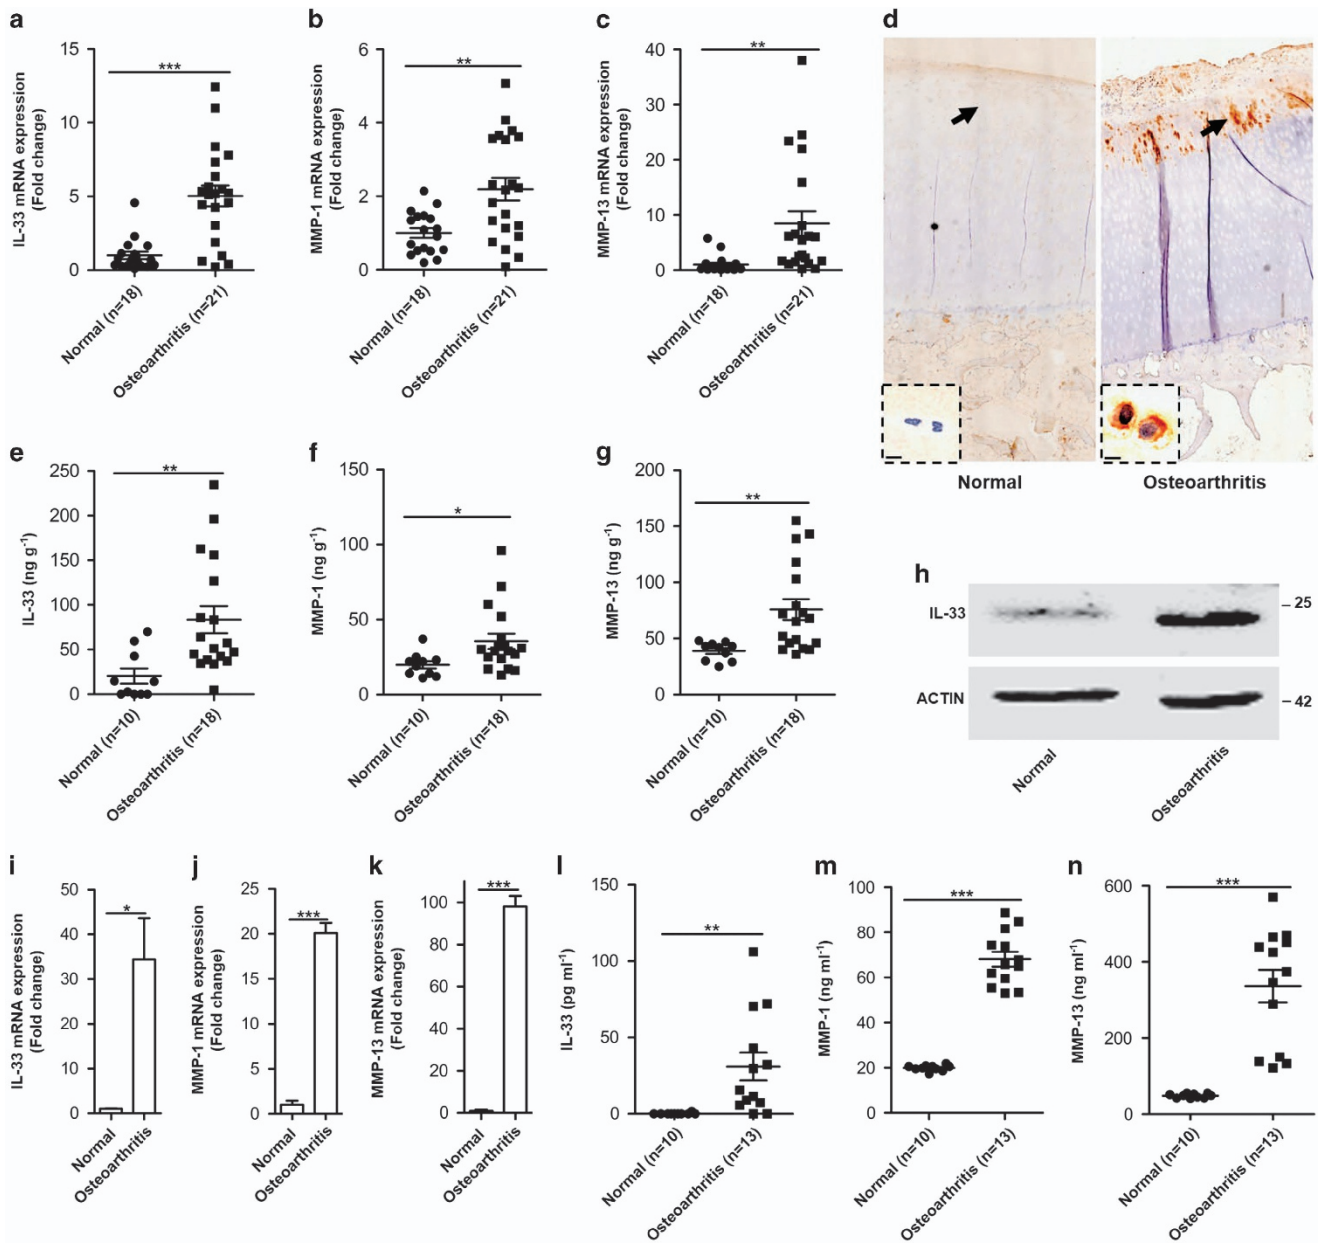 a
IL-33 mRNA expression
(Fold change)
15
10
5
0
***
Normal (n=18)
Osteoarthritis (n=21)
b
MMP-1 mRNA expression
(Fold change)
6
4
2
0
**
Normal (n=18)
Osteoarthritis (n=21)
c
MMP-13 mRNA expression
(Fold change)
40
30
20
10
0
**
Normal (n=18)
Osteoarthritis (n=21)
d
Normal
Osteoarthritis
e
IL-33 (ng g-1)
250
200
150
100
50
0
**
Normal (n=10)
Osteoarthritis (n=18)
f
MMP-1 (ng g-1)
150
100
50
0
*
Normal (n=10)
Osteoarthritis (n=18)
g
MMP-13 (ng g-1)
200
150
100
50
0
**
Normal (n=10)
Osteoarthritis (n=18)
h
IL-33
25
ACTIN
42
Normal
Osteoarthritis
i
IL-33 mRNA expression
(Fold change)
50
40
30
20
10
0
*
Normal
Osteoarthritis
j
MMP-1 mRNA expression
(Fold change)
25
20
15
10
5
0
***
Normal
Osteoarthritis
k
MMP-13 mRNA expression
(Fold change)
100
80
60
40
20
0
***
Normal
Osteoarthritis
l
IL-33 (pg ml-1)
150
100
50
0
**
Normal (n=10)
Osteoarthritis (n=13)
m
MMP-1 (ng ml-1)
100
80
60
40
20
0
***
Normal (n=10)
Osteoarthritis (n=13)
n
MMP-13 (ng ml-1)
600
400
200
0
***
Normal (n=10)
Osteoarthritis (n=13)